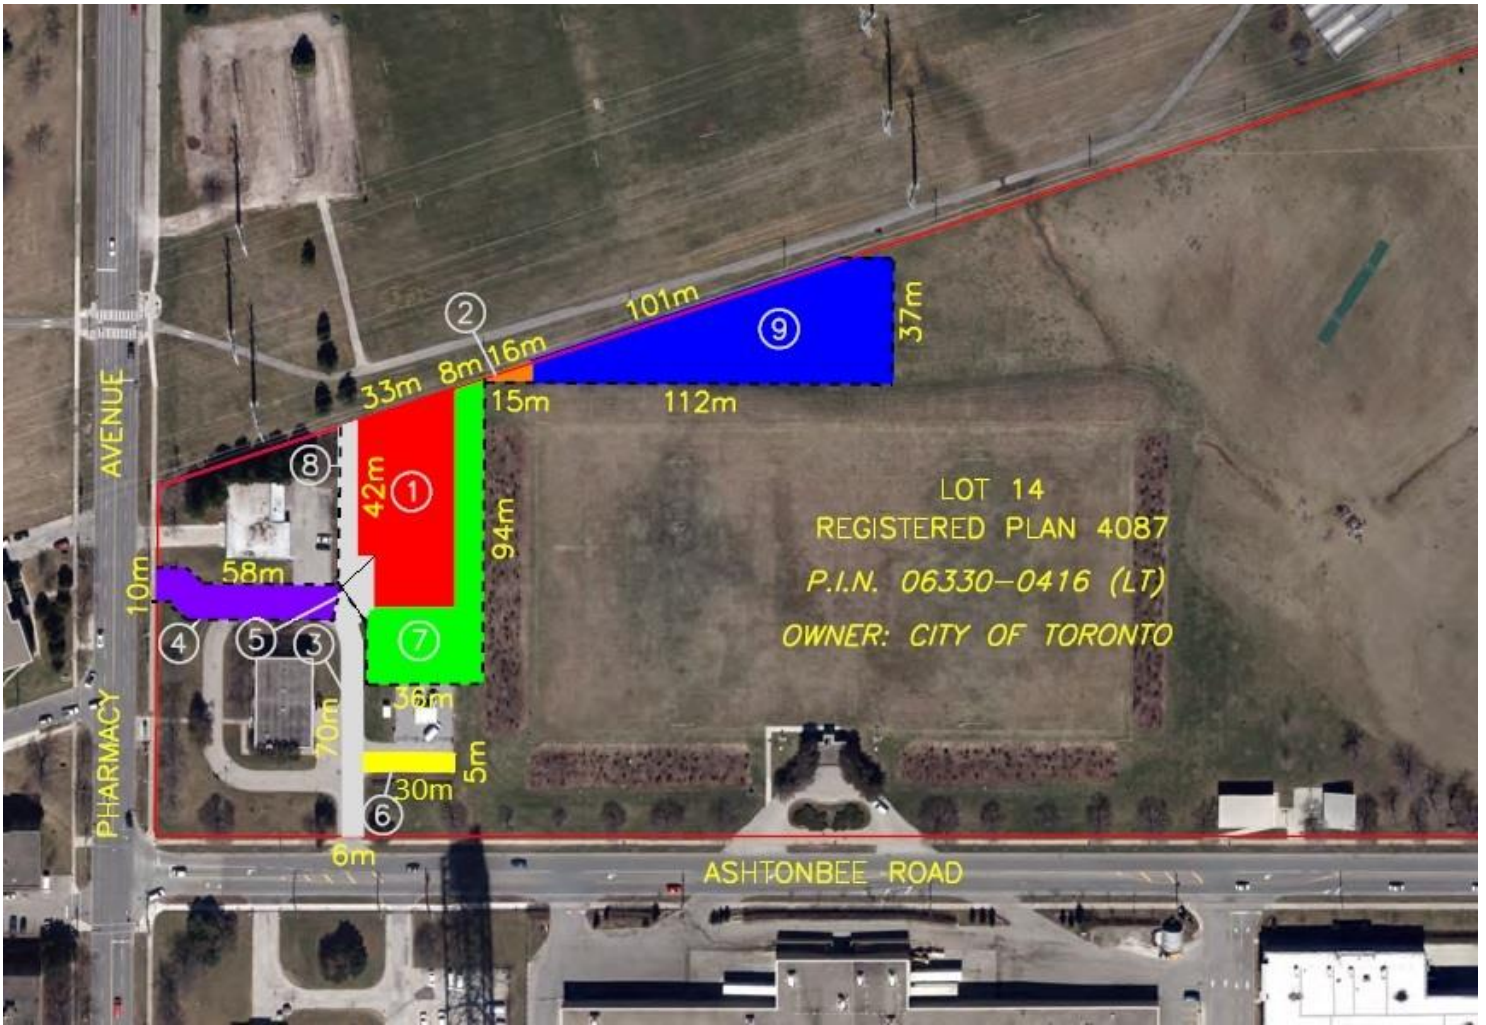 2
101m
9
37m
16m
8m
33m
15m
112m
AVENUE
8
42m
1
LOT 14
REGISTERED PLAN 4087
94m
58m
P.I.N. 06330-0416 (LT)
10m
OWNER: CITY OF TORONTO
4
5
3
7
36m
PHARMACY
70m
5m
30m
6
6m
ASHTONBEE ROAD